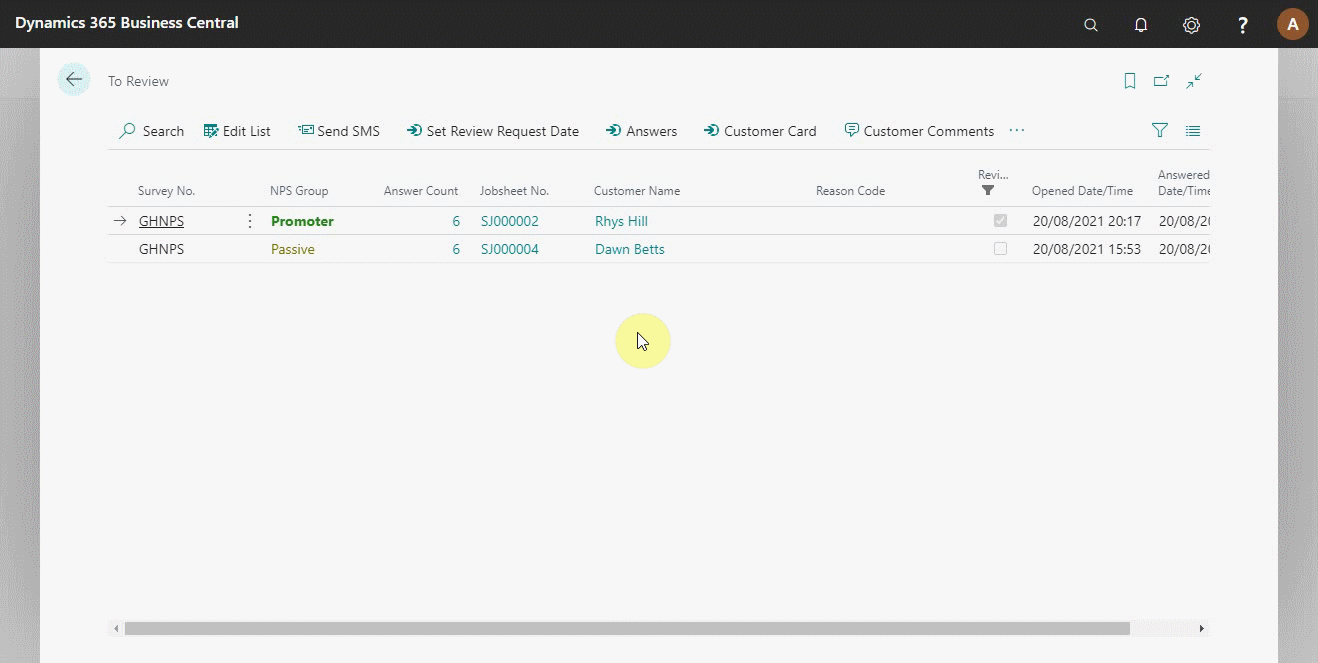 Dynamics 365 Business Central
A
To Review
Search Edit List Send SMS Set Review Request Date Answers Customer Card Customer Comments ...
Survey No. NPS Group Answer Count Jobsheet No. Customer Name Reason Code Revi... Opened Date/Time Answered Date/Time
GHNPS Promoter 6 SJ000002 Rhys Hill 20/08/2021 20:17 20/08/20
GHNPS Passive 6 SJ000004 Dawn Betts 20/08/2021 15:53 20/08/20